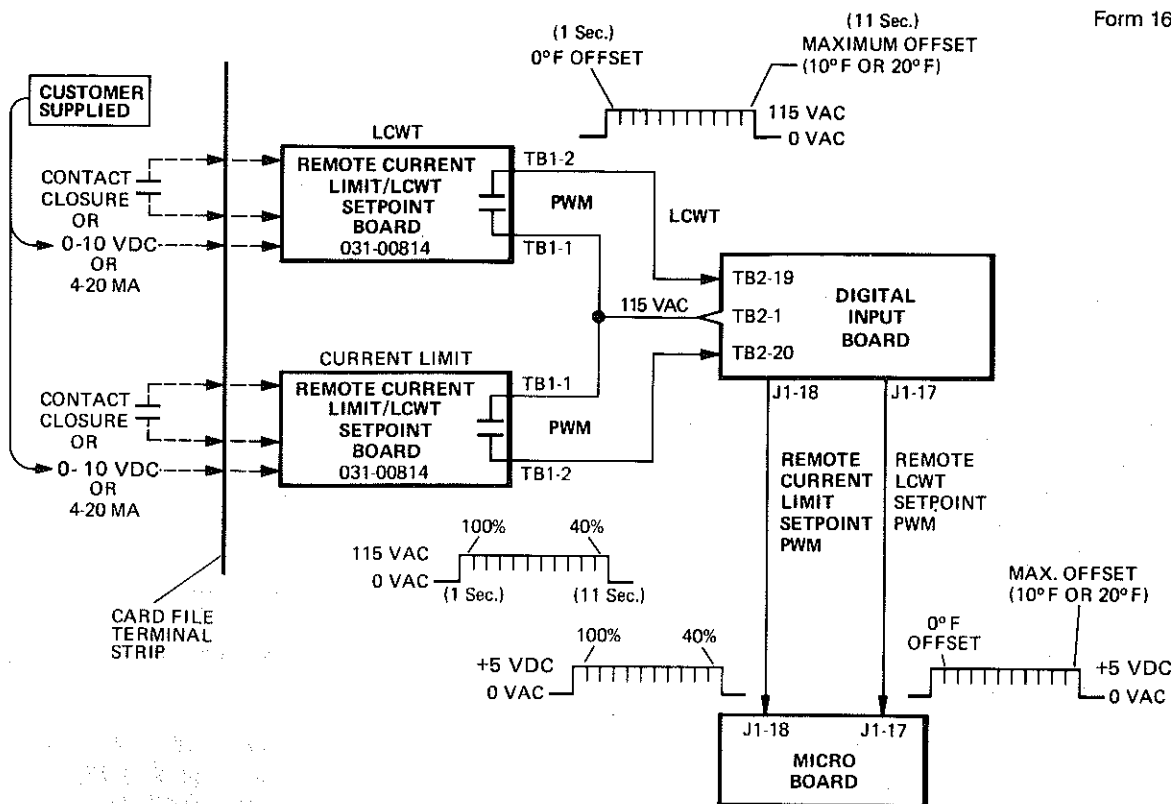 Form 16
(1 Sec.)
0°F OFFSET
(11 Sec.)
MAXIMUM OFFSET
(10°F OR 20°F)
115 VAC
0 VAC
CUSTOMER
SUPPLIED
CONTACT
CLOSURE
OR
0-10 VDC
OR
4-20 MA
LCWT
REMOTE CURRENT
LIMIT/LCWT
SETPOINT
BOARD
031-00814
TB1-2
PWM
TB1-1
LCWT
115 VAC
TB2-19
TB2-1
TB2-20
DIGITAL
INPUT
BOARD
J1-18
J1-17
CONTACT
CLOSURE
OR
0-10 VDC
OR
4-20 MA
CURRENT LIMIT
REMOTE CURRENT
LIMIT/LCWT
SETPOINT
BOARD
031-00814
TB1-1
PWM
TB1-2
REMOTE
CURRENT
LIMIT
SETPOINT
PWM
REMOTE
LCWT
SETPOINT
PWM
100%
40%
115 VAC
0 VAC
(1 Sec.)
(11 Sec.)
CARD FILE
TERMINAL
STRIP
100%
40%
+5 VDC
0 VAC
MAX. OFFSET
(10°F OR 20°F)
0°F
OFFSET
+5 VDC
0 VAC
J1-18
J1-17
MICRO
BOARD